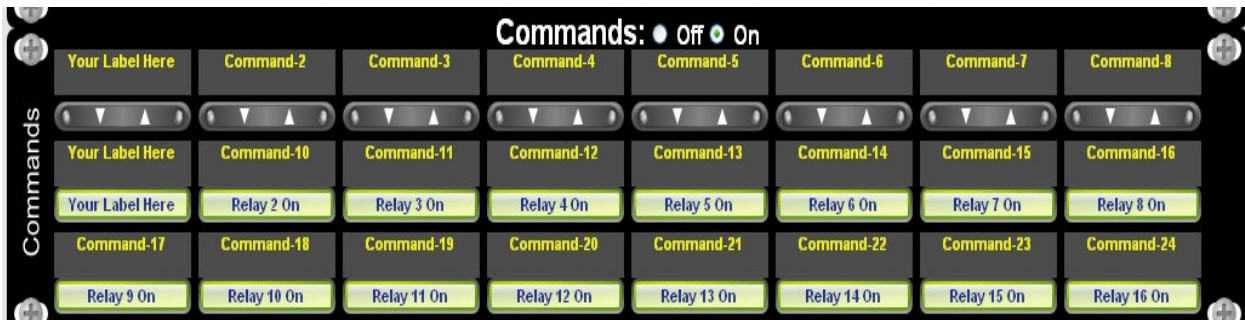 Commands: Off On
Your Label Here Command-2 Command-3 Command-4 Command-5 Command-6 Command-7 Command-8
Commands
Your Label Here Command-10 Command-11 Command-12 Command-13 Command-14 Command-15 Command-16
Your Label Here Relay 2 On Relay 3 On Relay 4 On Relay 5 On Relay 6 On Relay 7 On Relay 8 On
Command-17 Command-18 Command-19 Command-20 Command-21 Command-22 Command-23 Command-24
Relay 9 On Relay 10 On Relay 11 On Relay 12 On Relay 13 On Relay 14 On Relay 15 On Relay 16 On